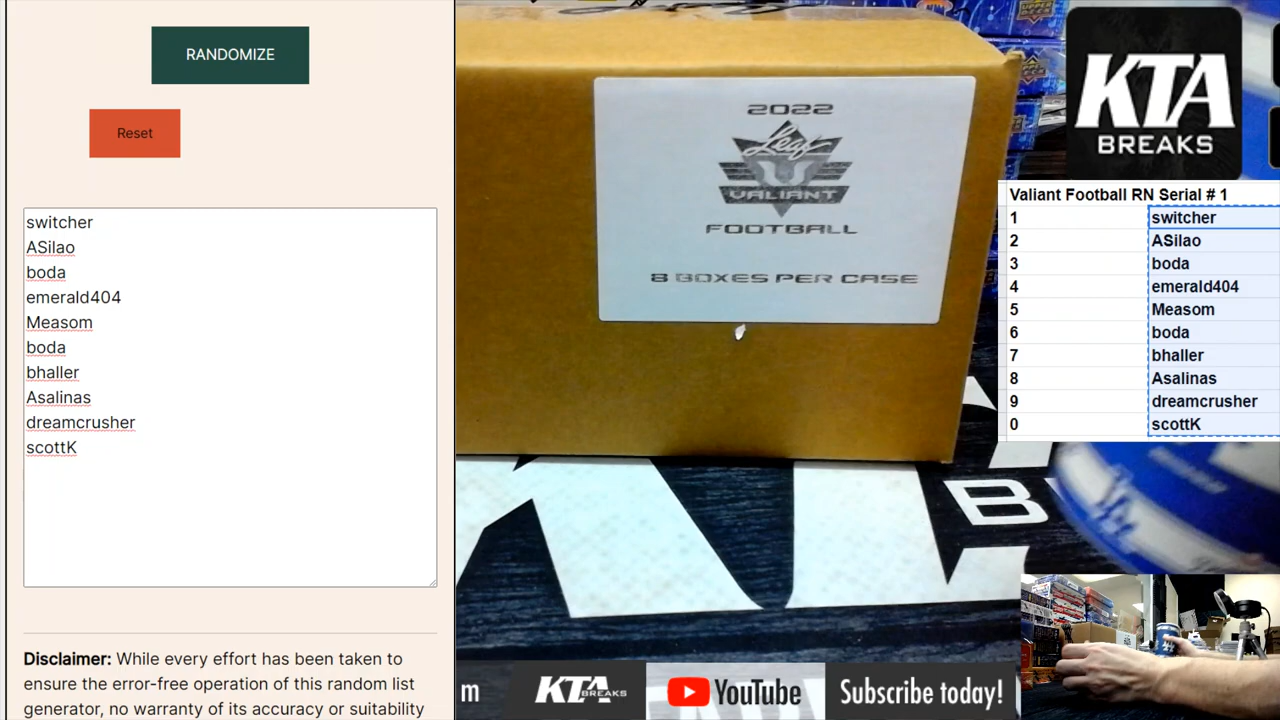 RANDOMIZE
Reset
switcher
ASilao
boda
emerald404
Measom
boda
bhaller
Asalinas
dreamcrusher
scottK
Disclaimer: While every effort has been taken to
ensure the error-free operation of this random list
generator, no warranty of its accuracy or suitability
2022
Leaf
VALIANT
FOOTBALL
8 BOXES PER CASE
B
KTA
BREAKS
Valiant Football RN Serial # 1
1 switcher
2 ASilao
3 boda
4 emerald404
5 Measom
6 boda
7 bhaller
8 Asalinas
9 dreamcrusher
0 scottK
m KTA BREAKS YouTube Subscribe today!